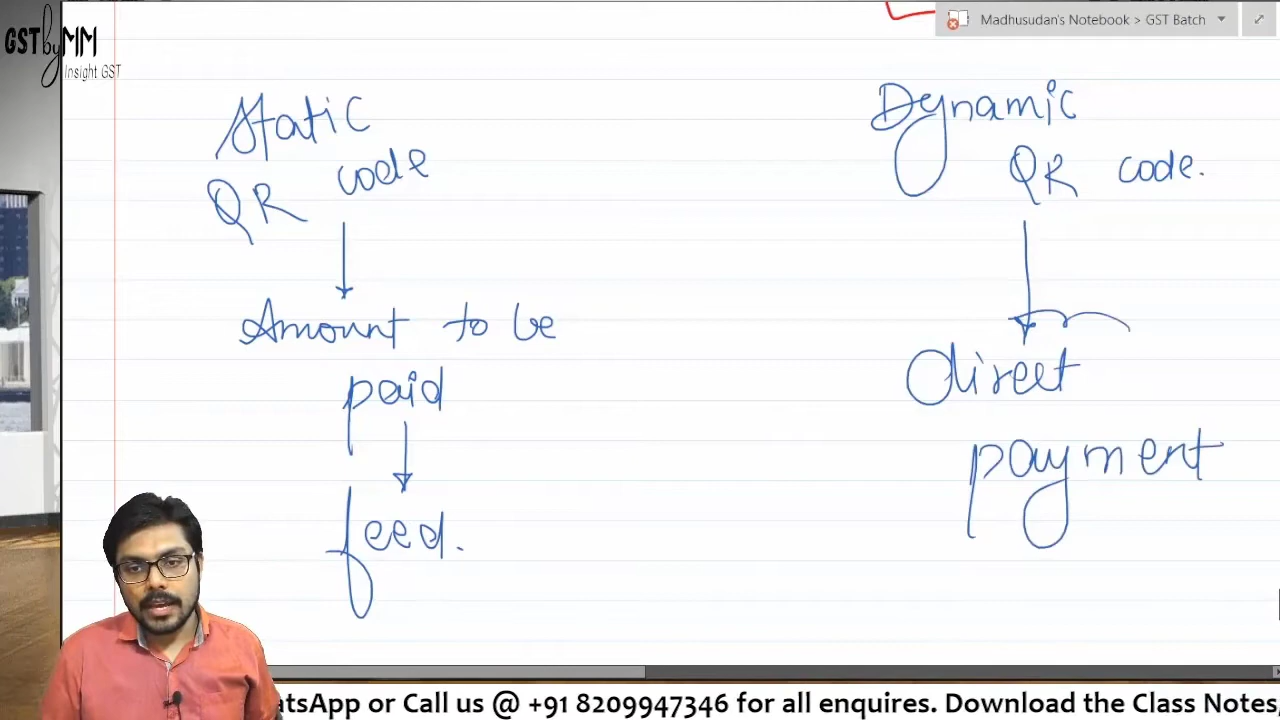 GST by MM
Insight GST
Madhusudan's Notebook > GST Batch
Static
QR code
Amount to be
paid
feed.
Dynamic
QR code.
direct
payment
atsApp or Call us @ +91 8209947346 for all enquires. Download the Class Notes,